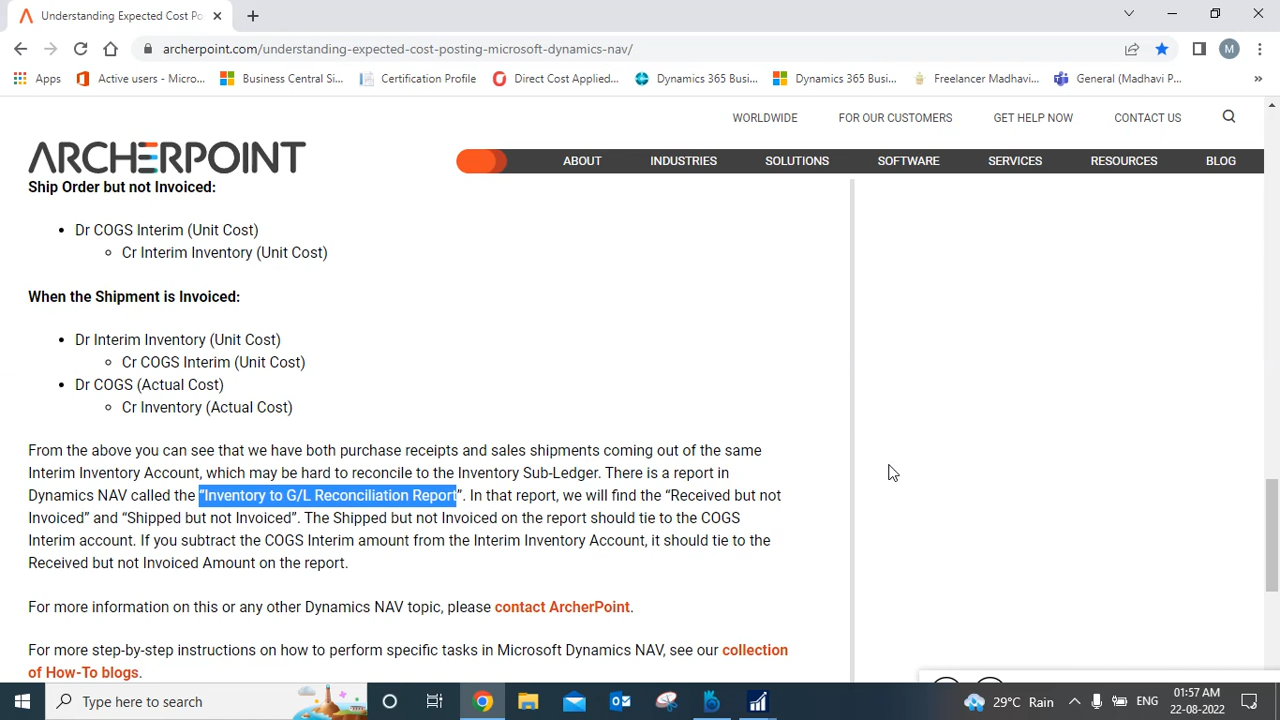 Understanding Expected Cost Po
archerpoint.com/understanding-expected-cost-posting-microsoft-dynamics-nav/
M
Apps
Active users - Micro...
Business Central Si...
Certification Profile
Direct Cost Applied...
Dynamics 365 Busi...
Dynamics 365 Busi...
Freelancer Madhavi...
General (Madhavi P...
»
WORLDWIDE FOR OUR CUSTOMERS GET HELP NOW CONTACT US
ARCHERPOINT
ABOUT INDUSTRIES SOLUTIONS SOFTWARE SERVICES RESOURCES BLOG
Ship Order but not Invoiced:
• Dr COGS Interim (Unit Cost)
○ Cr Interim Inventory (Unit Cost)
When the Shipment is Invoiced:
• Dr Interim Inventory (Unit Cost)
○ Cr COGS Interim (Unit Cost)
• Dr COGS (Actual Cost)
○ Cr Inventory (Actual Cost)
From the above you can see that we have both purchase receipts and sales shipments coming out of the same
Interim Inventory Account, which may be hard to reconcile to the Inventory Sub-Ledger. There is a report in
Dynamics NAV called the “Inventory to G/L Reconciliation Report”. In that report, we will find the “Received but not
Invoiced” and “Shipped but not Invoiced”. The Shipped but not Invoiced on the report should tie to the COGS
Interim account. If you subtract the COGS Interim amount from the Interim Inventory Account, it should tie to the
Received but not Invoiced Amount on the report.
For more information on this or any other Dynamics NAV topic, please contact ArcherPoint.
For more step-by-step instructions on how to perform specific tasks in Microsoft Dynamics NAV, see our collection
of How-To blogs.
Type here to search
29°C Rain
ENG
01:57 AM
22-08-2022